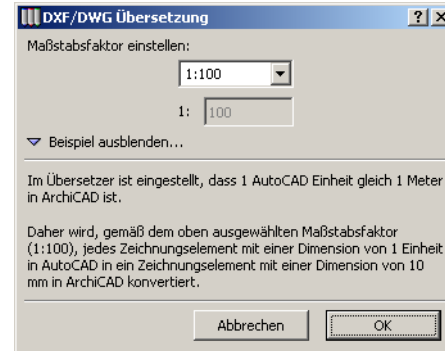 DXF/DWG Übersetzung
Maßstabsfaktor einstellen:
1:100
1: 100
Beispiel ausblenden...
Im Übersetzer ist eingestellt, dass 1 AutoCAD Einheit gleich 1 Meter
in ArchiCAD ist.
Daher wird, gemäß dem oben ausgewählten Maßstabsfaktor
(1:100), jedes Zeichnungselement mit einer Dimension von 1 Einheit
in AutoCAD in ein Zeichnungselement mit einer Dimension von 10
mm in ArchiCAD konvertiert.
Abbrechen OK